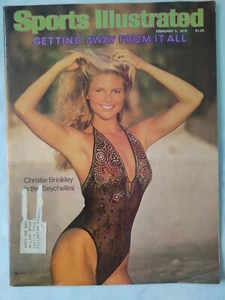 Sports Illustrated
FEBRUARY 5, 1979 $1.25
GETTING AWAY FROM IT ALL
Christie Brinkley
in the Seychelles